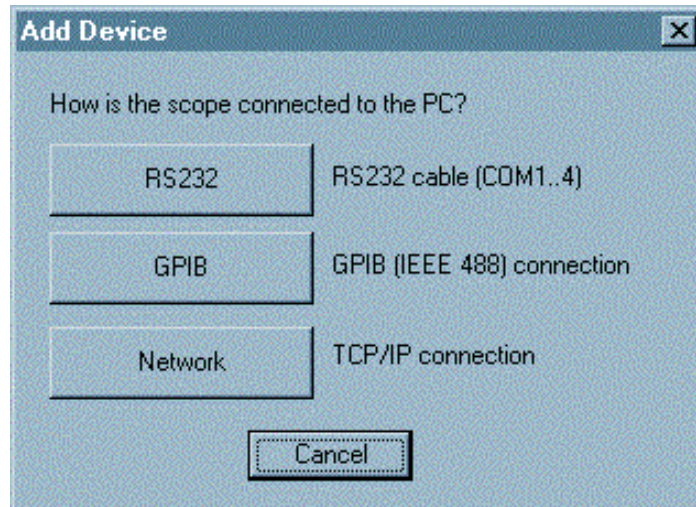 Add Device
How is the scope connected to the PC?
RS232 RS232 cable (COM1..4)
GPIB GPIB (IEEE 488) connection
Network TCP/IP connection
Cancel